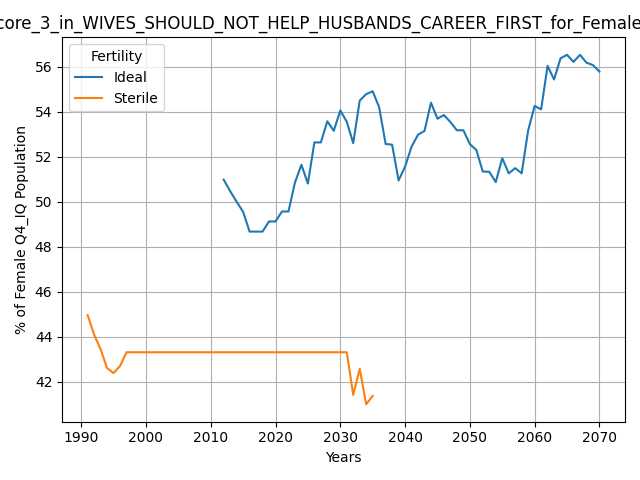 core_3_in_WIVES_SHOULD_NOT_HELP_HUSBANDS_CAREER_FIRST_for_Female
Fertility
Ideal
Sterile
% of Female Q4_IQ Population
56
54
52
50
48
46
44
42
1990 2000 2010 2020 2030 2040 2050 2060 2070
Years